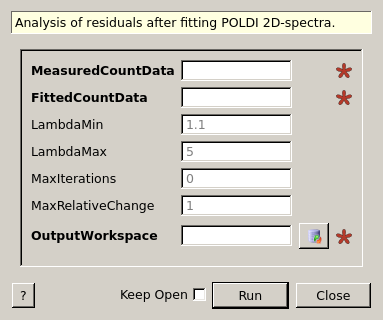 Analysis of residuals after fitting POLDI 2D-spectra.
MeasuredCountData
FittedCountData
LambdaMin 1.1
LambdaMax 5
MaxIterations 0
MaxRelativeChange 1
OutputWorkspace
? Keep Open Run Close